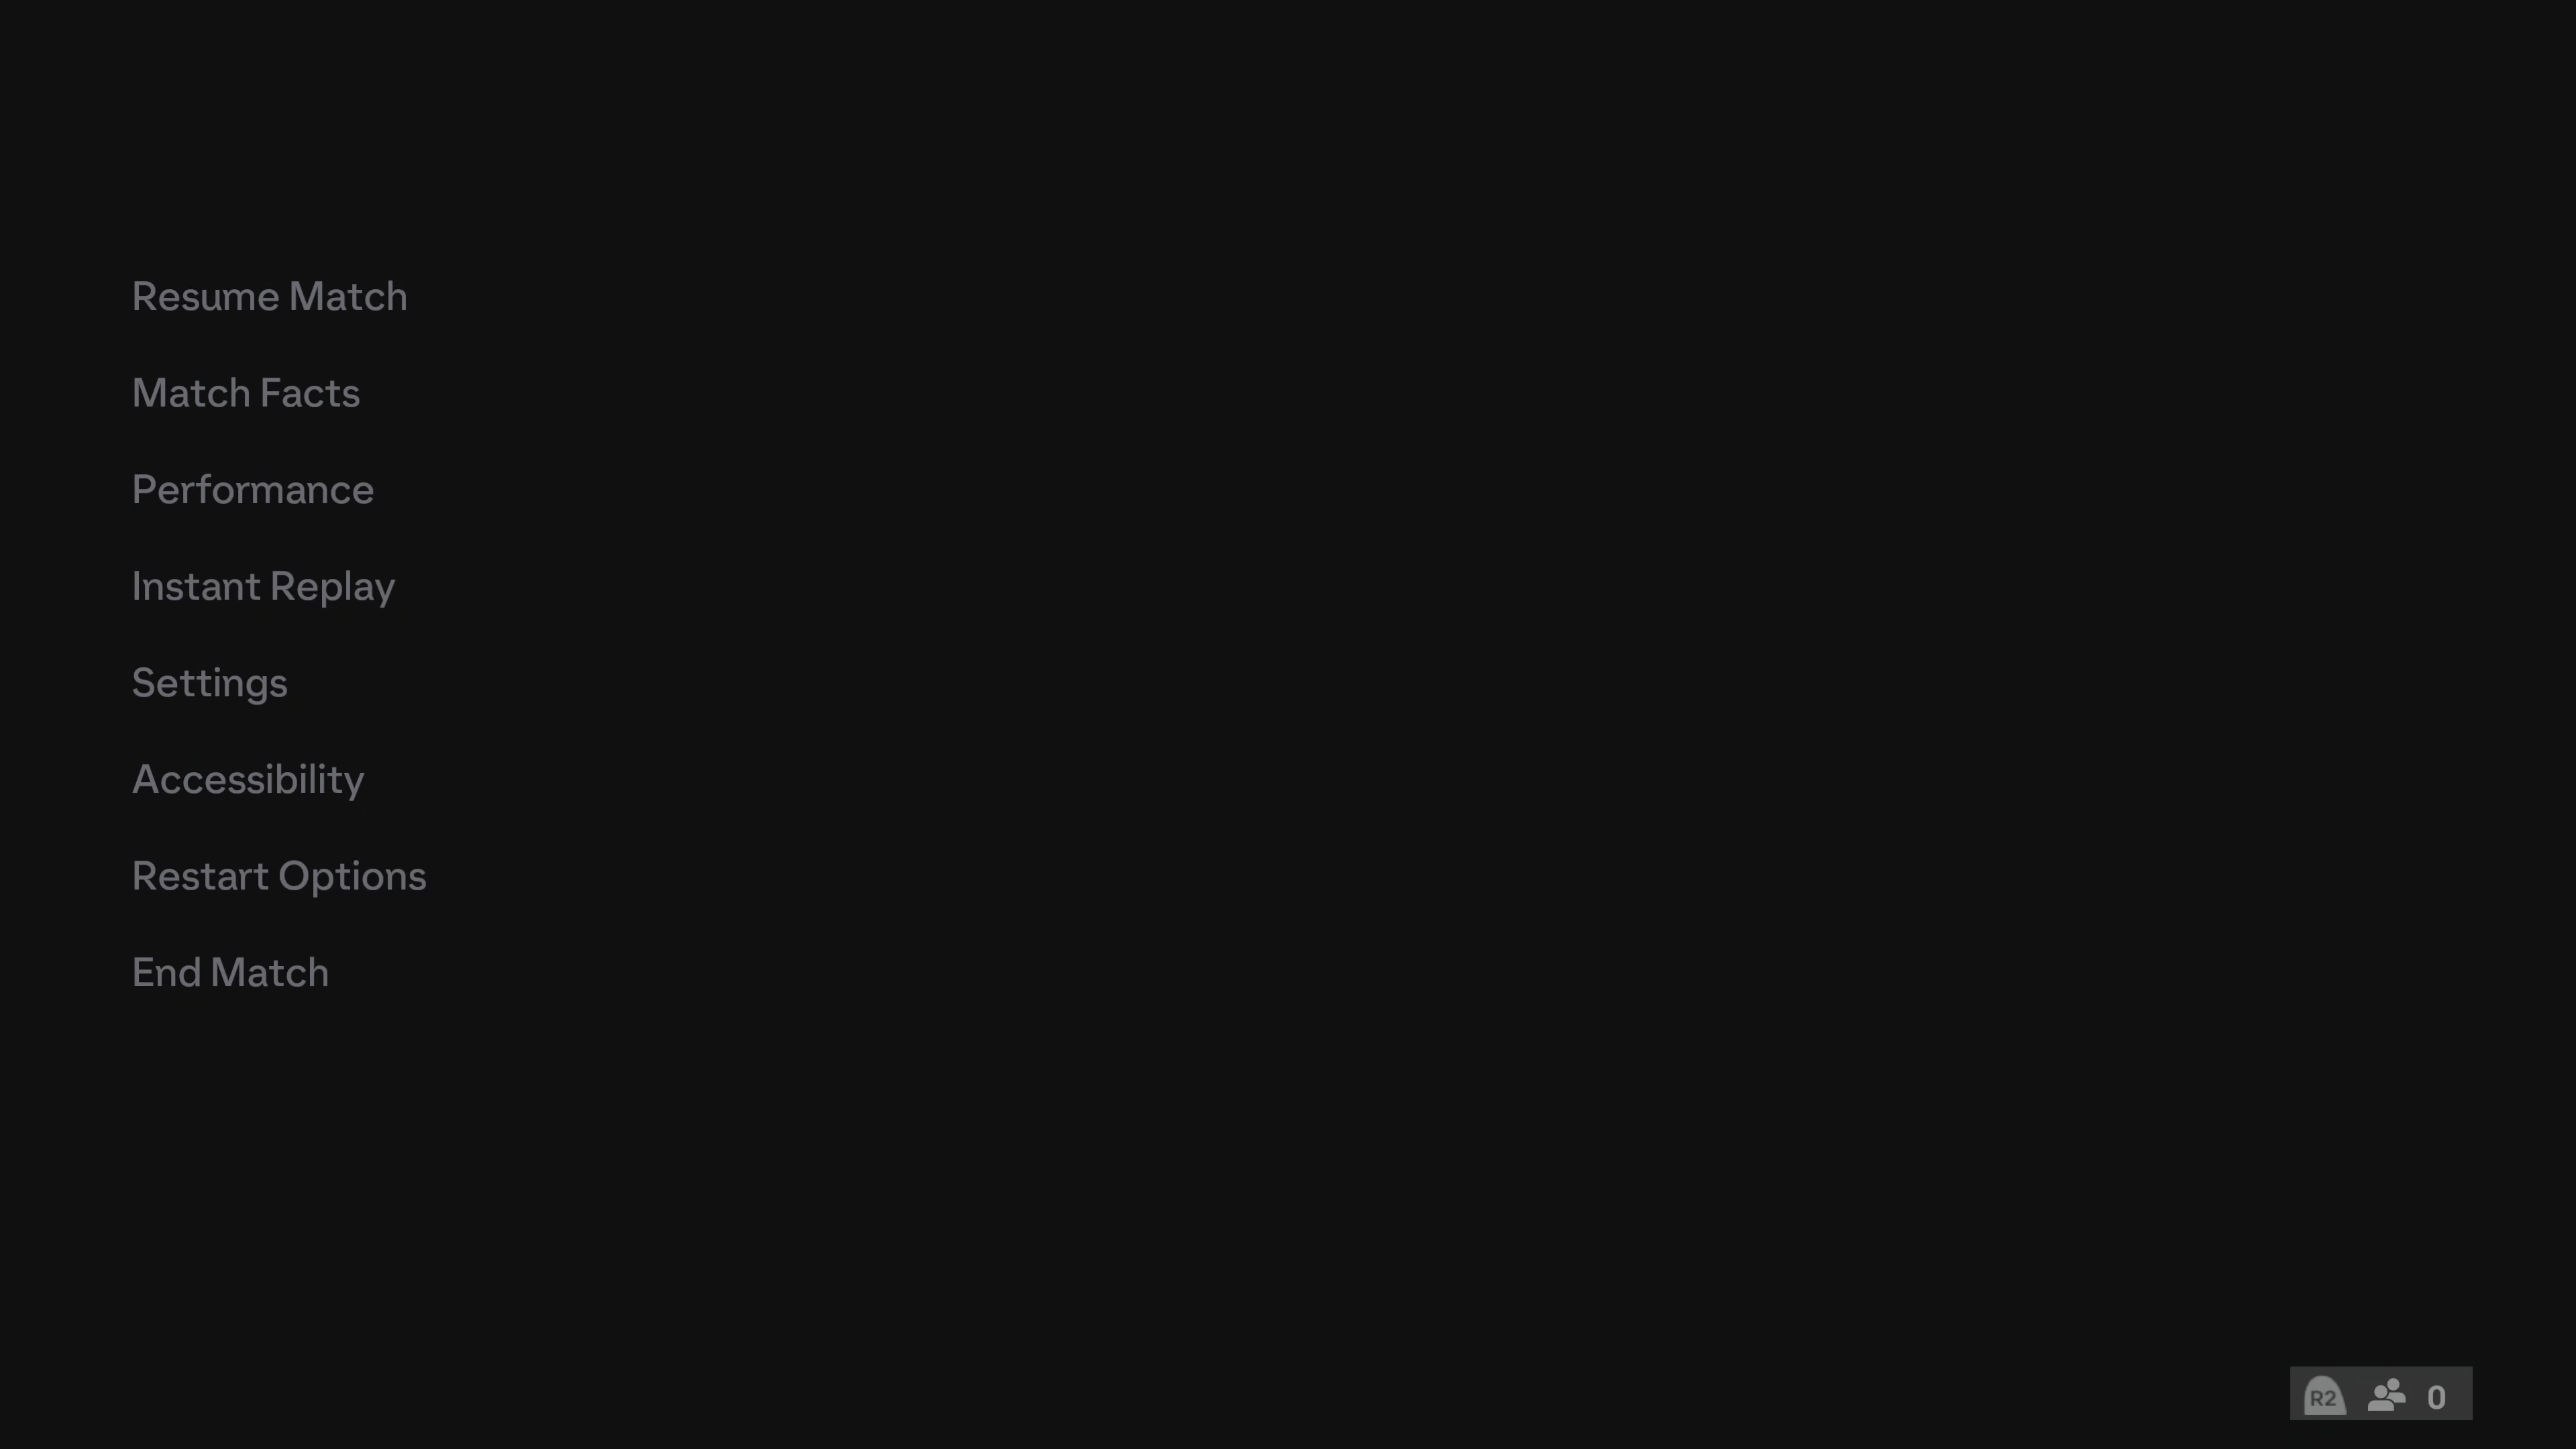 Resume Match
Match Facts
Performance
Instant Replay
Settings
Accessibility
Restart Options
End Match
R2 0